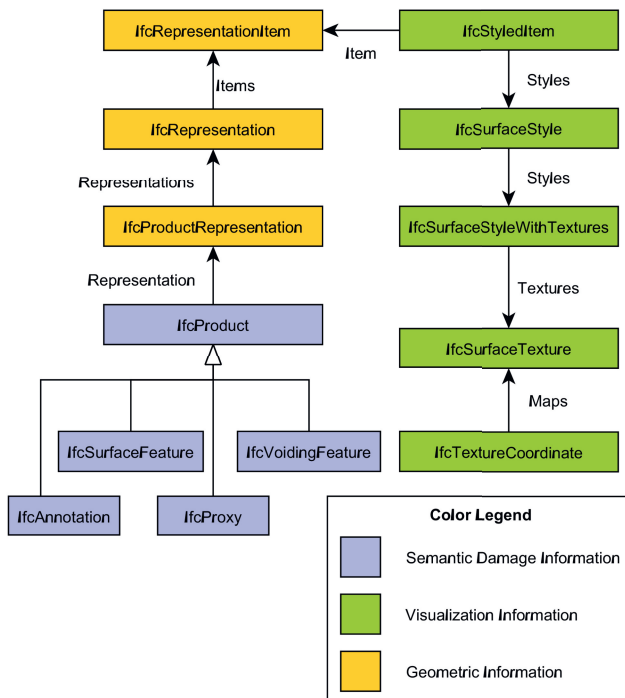 IfcRepresentationItem
IfcStyledItem
Item
Items
Styles
IfcRepresentation
IfcSurfaceStyle
Representations
Styles
IfcProductRepresentation
IfcSurfaceStyleWithTextures
Representation
Textures
IfcProduct
IfcSurfaceTexture
Maps
IfcSurfaceFeature
IfcVoidingFeature
IfcTextureCoordinate
IfcAnnotation
IfcProxy
Color Legend
Semantic Damage Information
Visualization Information
Geometric Information